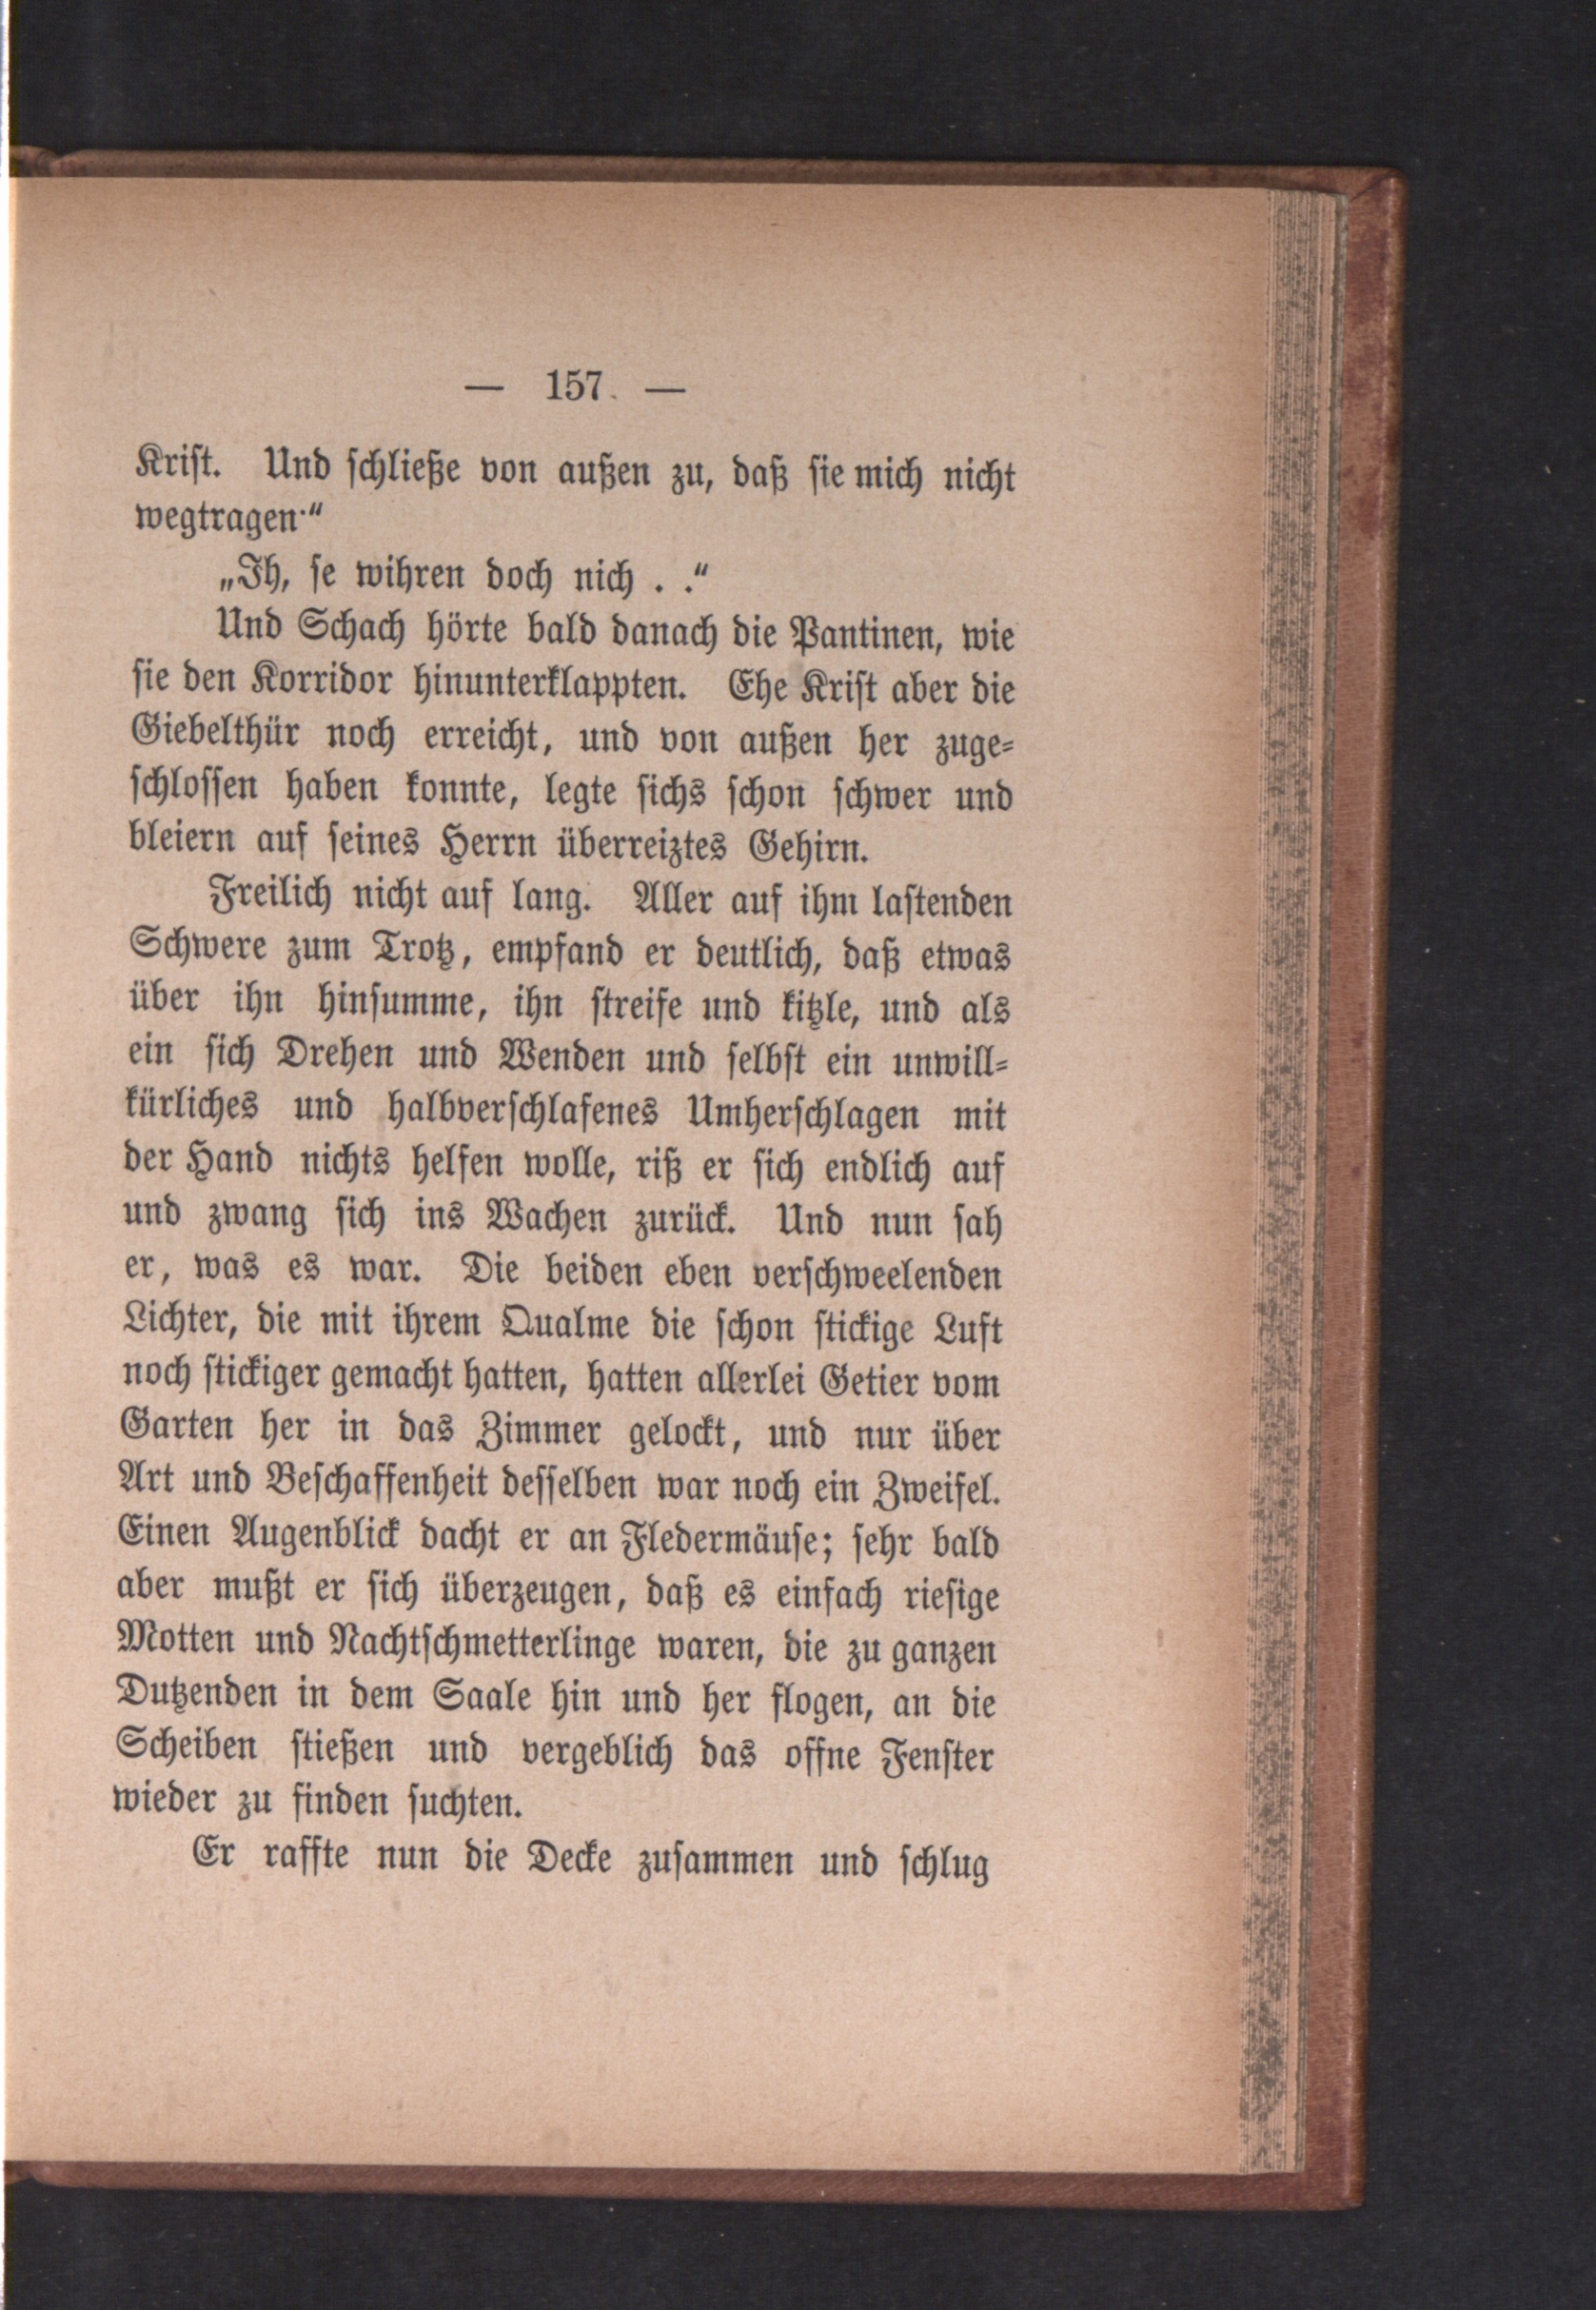 — 157. —
Krist. Und schließe von außen zu, daß sie mich nicht
wegtragen·“
„Ih, se wihren doch nich . .“
Und Schach hörte bald danach die Pantinen, wie
sie den Korridor hinunterklappten. Ehe Krist aber die
Giebelthür noch erreicht, und von außen her zuge-
schlossen haben konnte, legte sichs schon schwer und
bleiern auf seines Herrn überreiztes Gehirn.
Freilich nicht auf lang. Aller auf ihm lastenden
Schwere zum Trotz, empfand er deutlich, daß etwas
über ihn hinsumme, ihn streife und kitzle, und als
ein sich Drehen und Wenden und selbst ein unwill-
kürliches und halbverschlafenes Umherschlagen mit
der Hand nichts helfen wolle, riß er sich endlich auf
und zwang sich ins Wachen zurück. Und nun sah
er, was es war. Die beiden eben verschweelenden
Lichter, die mit ihrem Qualme die schon stickige Luft
noch stickiger gemacht hatten, hatten allerlei Getier vom
Garten her in das Zimmer gelockt, und nur über
Art und Beschaffenheit desselben war noch ein Zweifel.
Einen Augenblick dacht er an Fledermäuse; sehr bald
aber mußt er sich überzeugen, daß es einfach riesige
Motten und Nachtschmetterlinge waren, die zu ganzen
Dutzenden in dem Saale hin und her flogen, an die
Scheiben stießen und vergeblich das offne Fenster
wieder zu finden suchten.
Er raffte nun die Decke zusammen und schlug